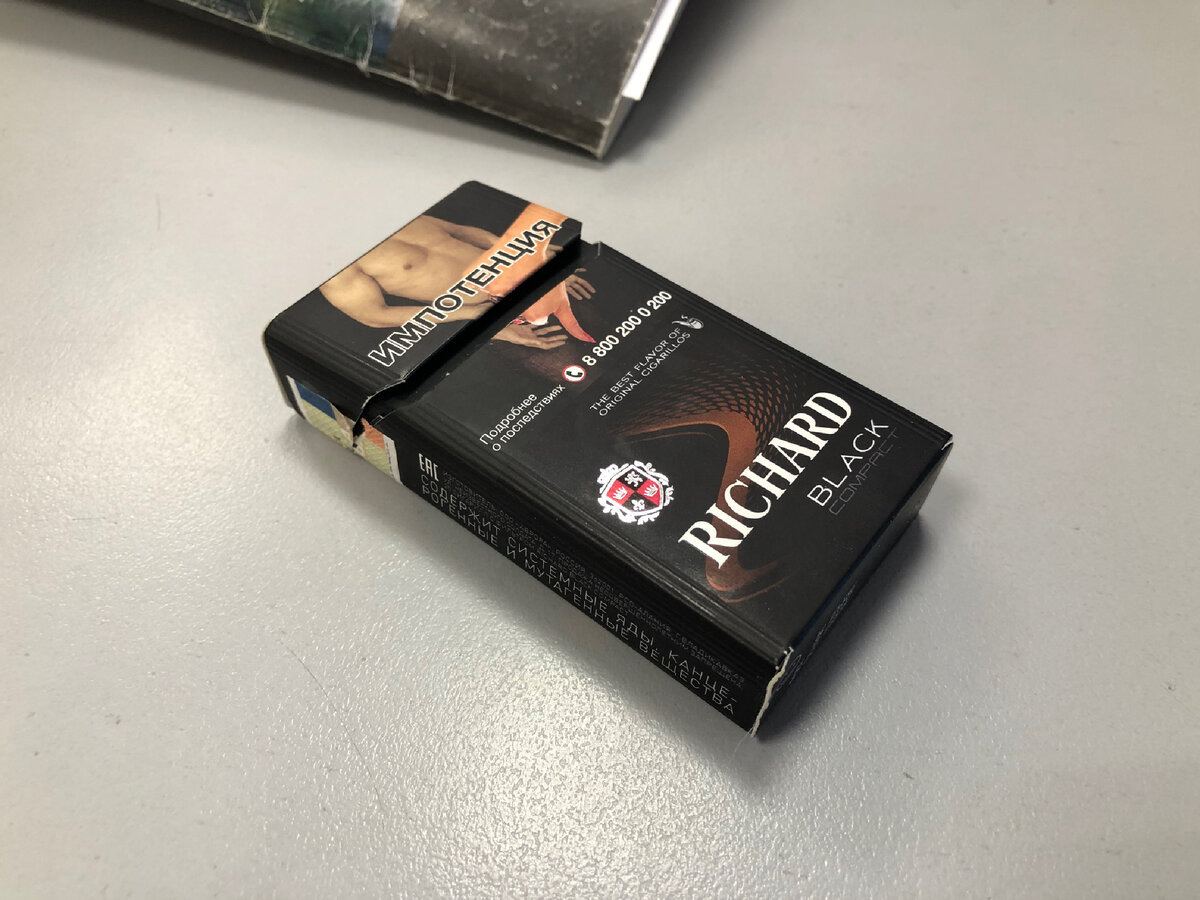 ИМПОТЕНЦИЯ
Подробнее
о последствиях
8 800 200 0 200
THE BEST FLAVOR OF
ORIGINAL CIGARILLOS
RICHARD
BLACK
COMPACT
EAC
СОДЕРЖИТ СИСТЕМНЫЕ ЯДЫ, КАНЦЕ-
РОГЕННЫЕ И МУТАГЕННЫЕ ВЕЩЕСТВА